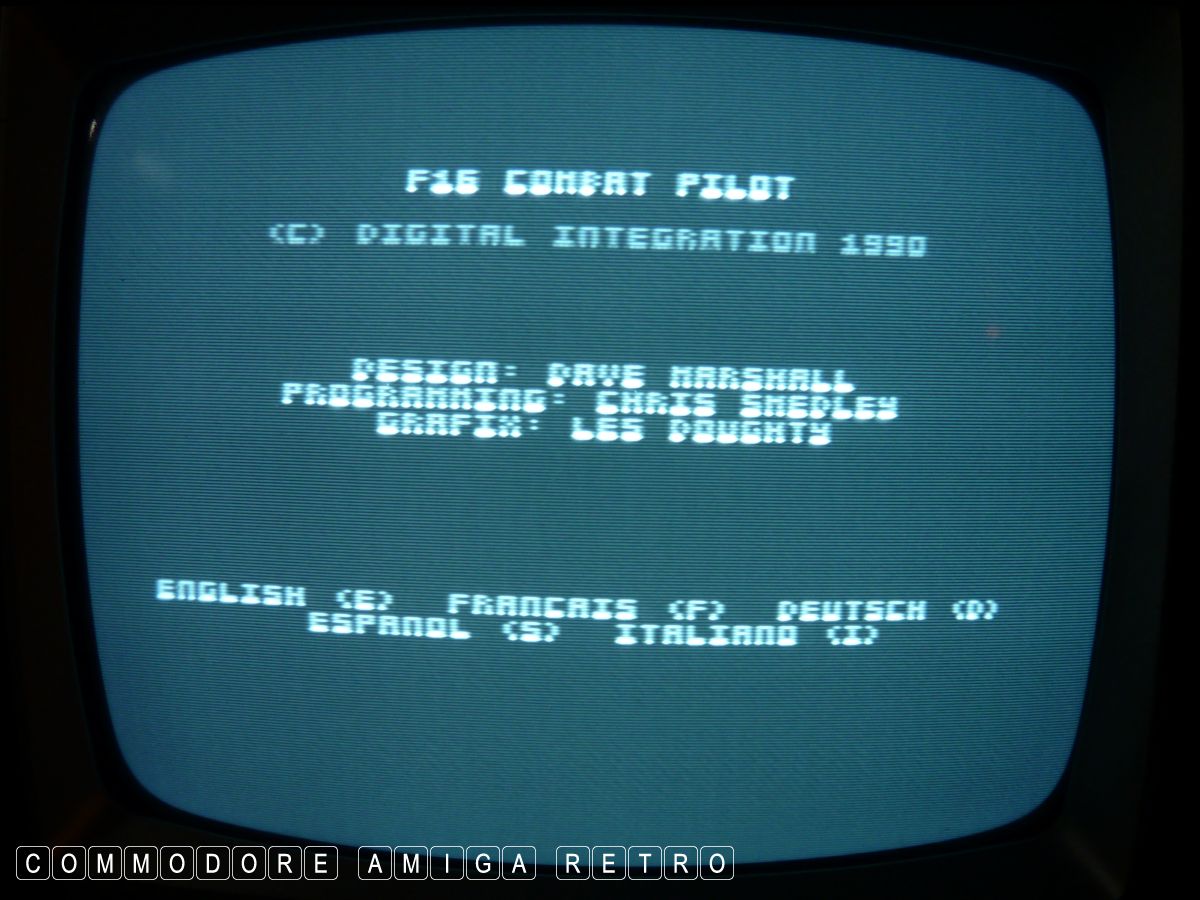 F16 COMBAT PILOT
(C) DIGITAL INTEGRATION 1990
DESIGN: DAVE MARSHALL
PROGRAMMING: CHRIS SMEDLEY
GRAFIX: LES DOUGHTY
ENGLISH (E) FRANCAIS (F) DEUTSCH (D)
ESPANOL (S) ITALIANO (I)
COMMODORE AMIGA RETRO